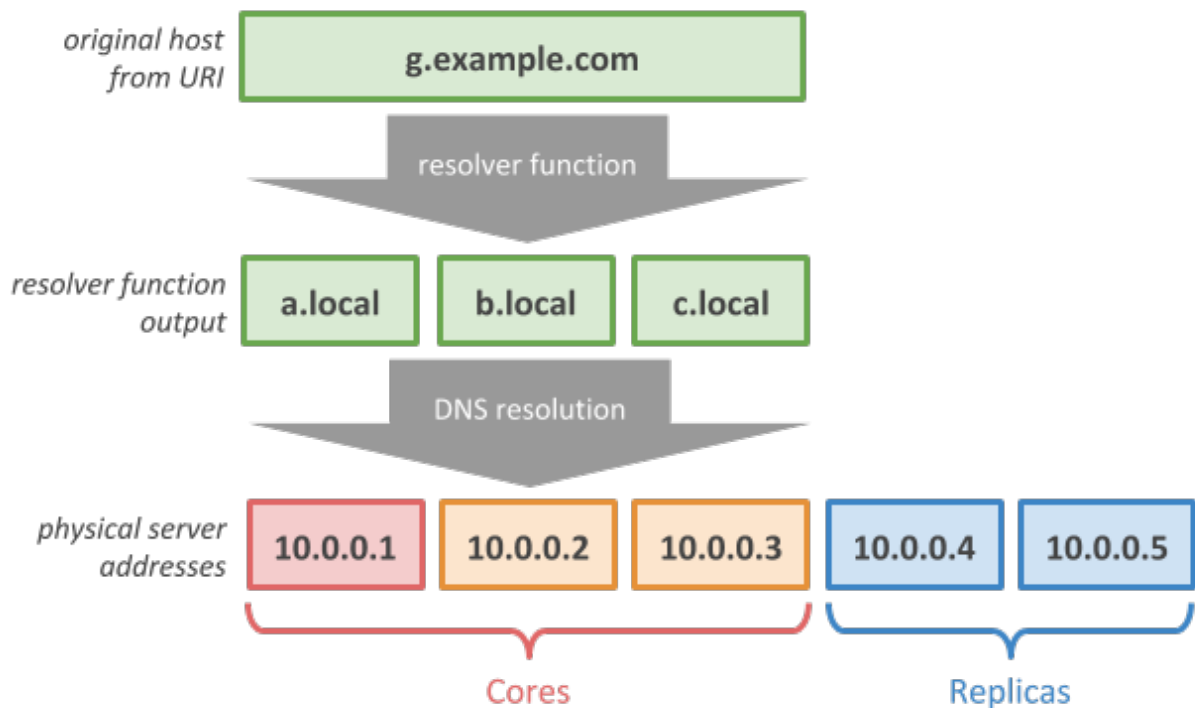 original host
from URI
g.example.com
resolver function
resolver function
output
a.local
b.local
c.local
DNS resolution
physical server
addresses
10.0.0.1
10.0.0.2
10.0.0.3
10.0.0.4
10.0.0.5
Cores
Replicas